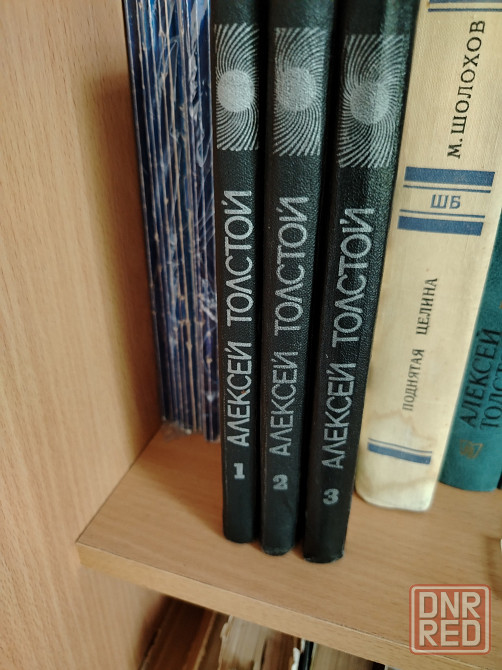 АЛЕКСЕЙ ТОЛСТОЙ
1
АЛЕКСЕЙ ТОЛСТОЙ
2
АЛЕКСЕЙ ТОЛСТОЙ
3
М. ШОЛОХОВ
ШБ
ПОДНЯТАЯ ЦЕЛИНА
АЛЕКСЕЙ
DNR
RED